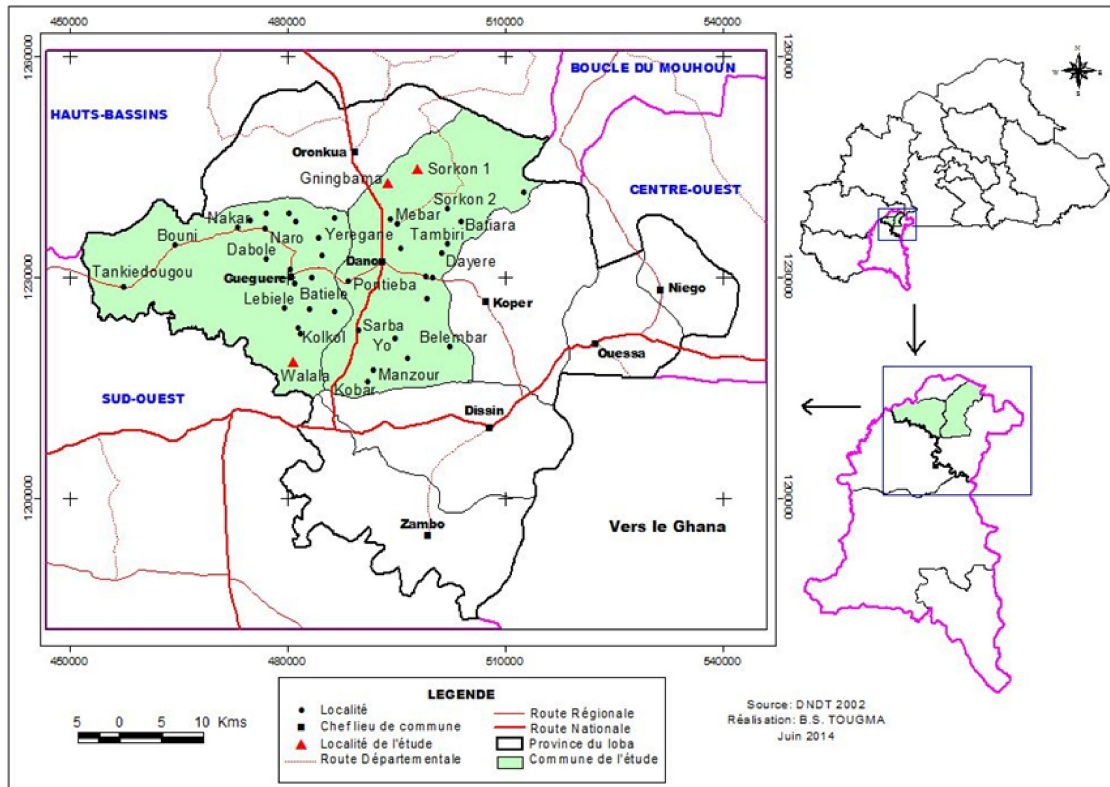 450000
480000
510000
540000
1260000
1260000
BOUCLE DU MOUHOUN
HAUTS-BASSINS
N
W
E
S
Oronkua
Gningbama
Sorkon 1
CENTRE-OUEST
Sorkon 2
Nakar
Mebar
Batiara
Bouni
Naro
Yeregane
Tambiri
Dabole
Dano
Dayere
Tankiedougou
Gueguere
1230000
1230000
Lebiele
Batiele
Pontieba
Koper
Niego
Kolkol
Sarba
Yo
Belembar
Ouessa
Walala
Manzour
Kobar
SUD-OUEST
Dissin
1200000
1200000
Zambo
Vers le Ghana
450000
480000
510000
540000
LEGENDE
Localité
Chef lieu de commune
Localité de l'étude
Route Départementale
Route Régionale
Route Nationale
Province du Ioba
Commune de l'étude
5 0 5 10 Kms
Source: DNDT 2002
Réalisation: B.S. TOUGMA
Juin 2014